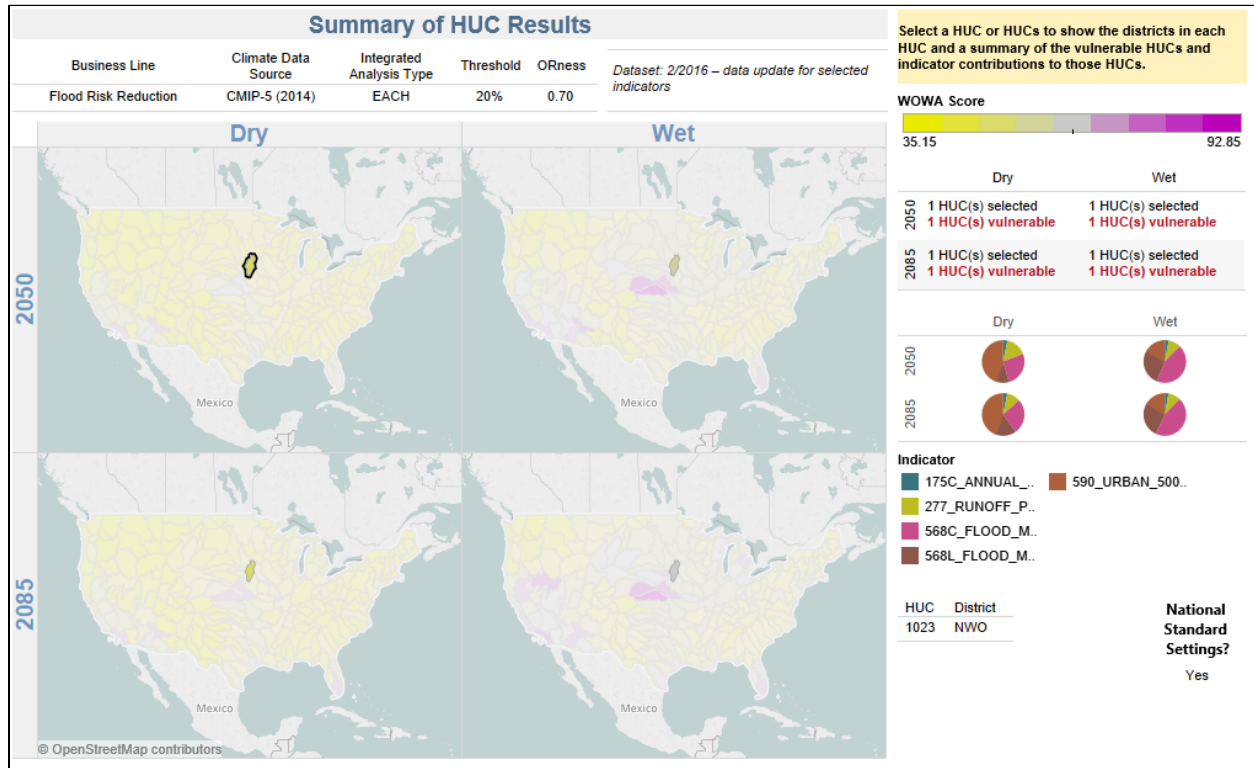 Summary of HUC Results
Business Line
Climate Data
Source
Integrated
Analysis Type
Threshold
ORness
Flood Risk Reduction
CMIP-5 (2014)
EACH
20%
0.70
Dataset: 2/2016 – data update for selected
indicators
Dry
Wet
2050
Mexico
Mexico
2085
Mexico
Mexico
© OpenStreetMap contributors
Select a HUC or HUCs to show the districts in each
HUC and a summary of the vulnerable HUCs and
indicator contributions to those HUCs.
WOWA Score
35.15
92.85
Dry
Wet
2050
1 HUC(s) selected
1 HUC(s) vulnerable
1 HUC(s) selected
1 HUC(s) vulnerable
2085
1 HUC(s) selected
1 HUC(s) vulnerable
1 HUC(s) selected
1 HUC(s) vulnerable
Dry
Wet
2050
2085
Indicator
175C_ANNUAL_..
590_URBAN_500..
277_RUNOFF_P..
568C_FLOOD_M..
568L_FLOOD_M..
HUC
District
1023
NWO
National
Standard
Settings?
Yes